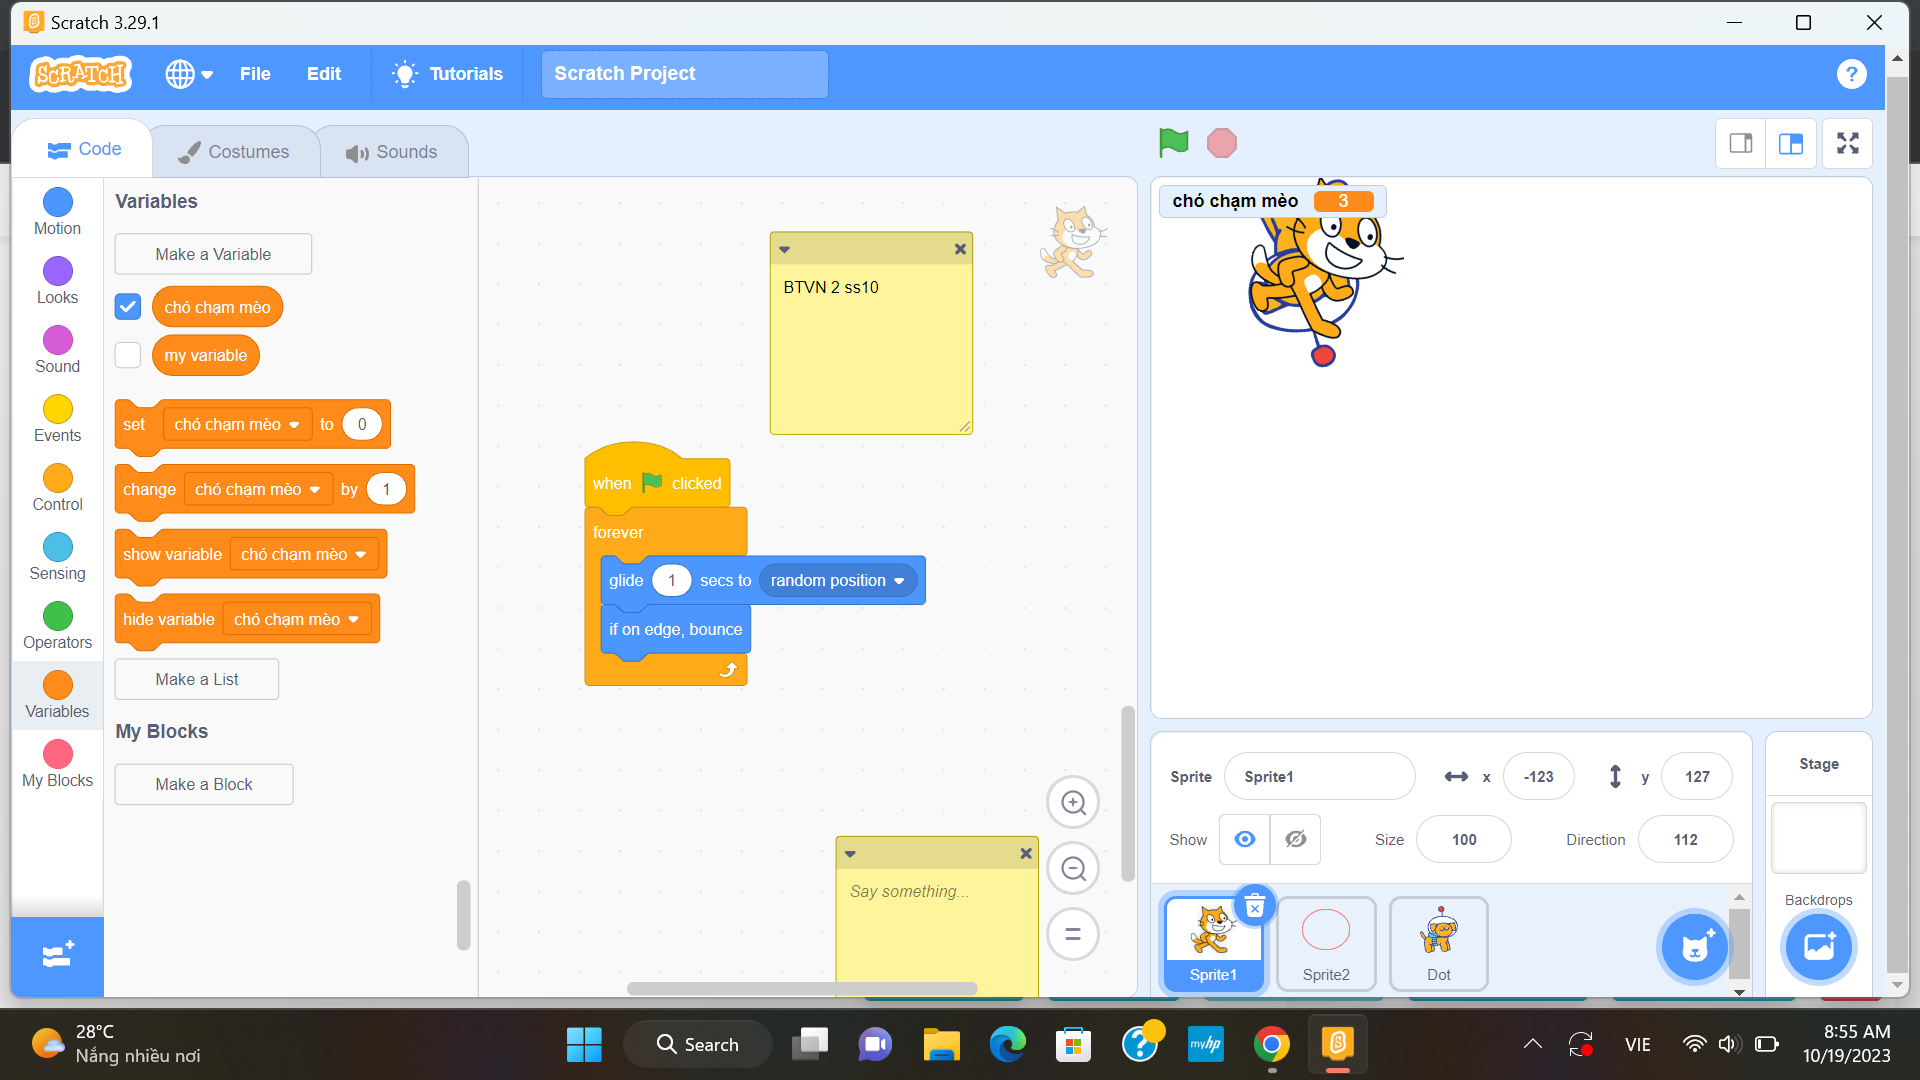 Scratch 3.29.1
SCRATCH
File
Edit
Tutorials
Scratch Project
?
Code
Costumes
Sounds
Motion
Looks
Sound
Events
Control
Sensing
Operators
Variables
My Blocks
Variables
Make a Variable
chó chạm mèo
my variable
set chó chạm mèo to 0
change chó chạm mèo by 1
show variable chó chạm mèo
hide variable chó chạm mèo
Make a List
My Blocks
Make a Block
BTVN 2 ss10
when clicked
forever
glide 1 secs to random position
if on edge, bounce
Say something...
chó chạm mèo 3
Sprite Sprite1 x -123 y 127
Show Size 100 Direction 112
Sprite1
Sprite2
Dot
Stage
Backdrops
28°C
Nắng nhiều nơi
Search
myhp
VIE
8:55 AM
10/19/2023